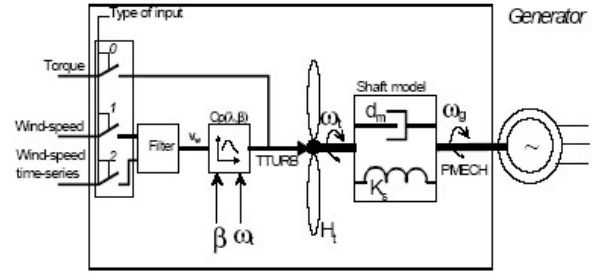 Type of input
Generator
0
Torque
Shaft model
1
Cp(λ,β)
ωt
dm
ωg
Wind-speed
Filter
vw
Wind-speed
time-series
2
TTURB
PMECH
~
Ks
β
ωt
Ht